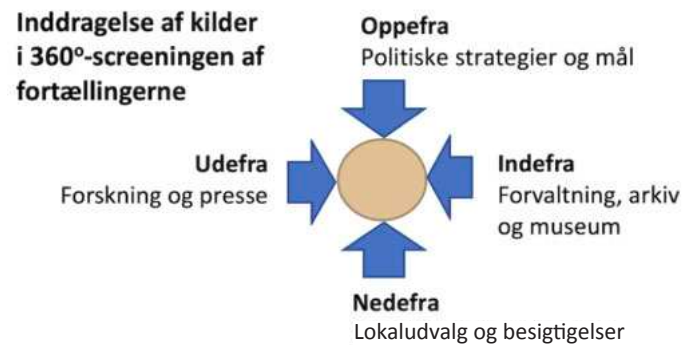 Inddragelse af kilder
i 360º-screeningen af
fortællingerne
Oppefra
Politiske strategier og mål
Udefra
Forskning og presse
Indefra
Forvaltning, arkiv
og museum
Nedefra
Lokaludvalg og besigtigelser